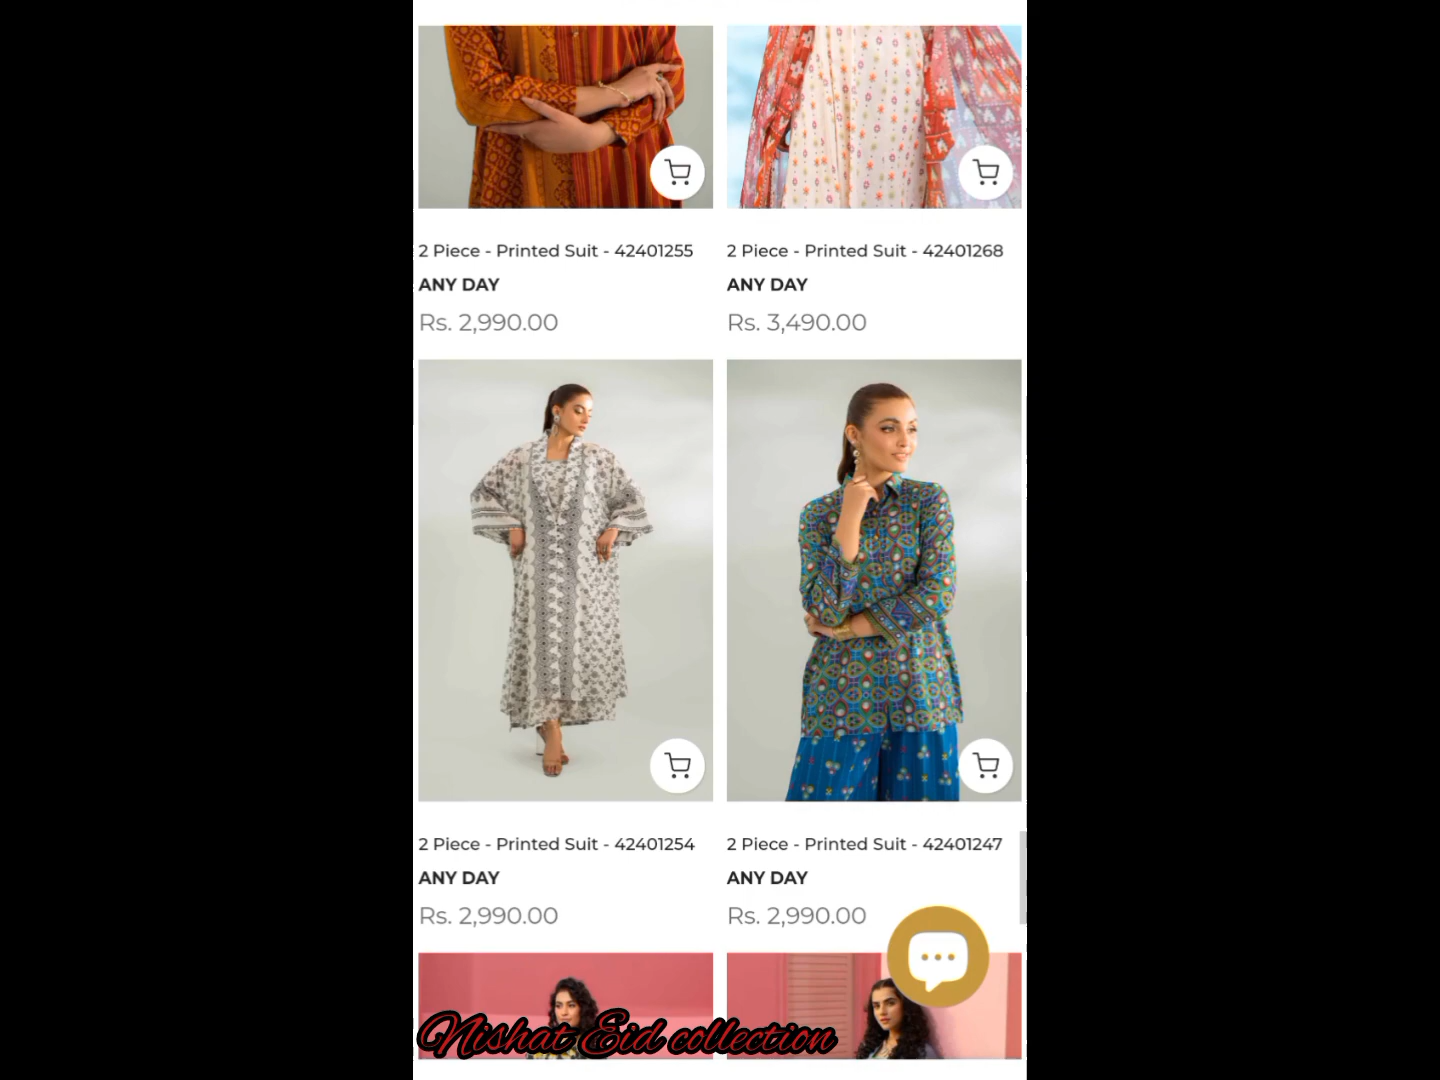 2 Piece - Printed Suit - 42401255
ANY DAY
Rs. 2,990.00
2 Piece - Printed Suit - 42401268
ANY DAY
Rs. 3,490.00
2 Piece - Printed Suit - 42401254
ANY DAY
Rs. 2,990.00
2 Piece - Printed Suit - 42401247
ANY DAY
Rs. 2,990.00
Nishat Eid collection